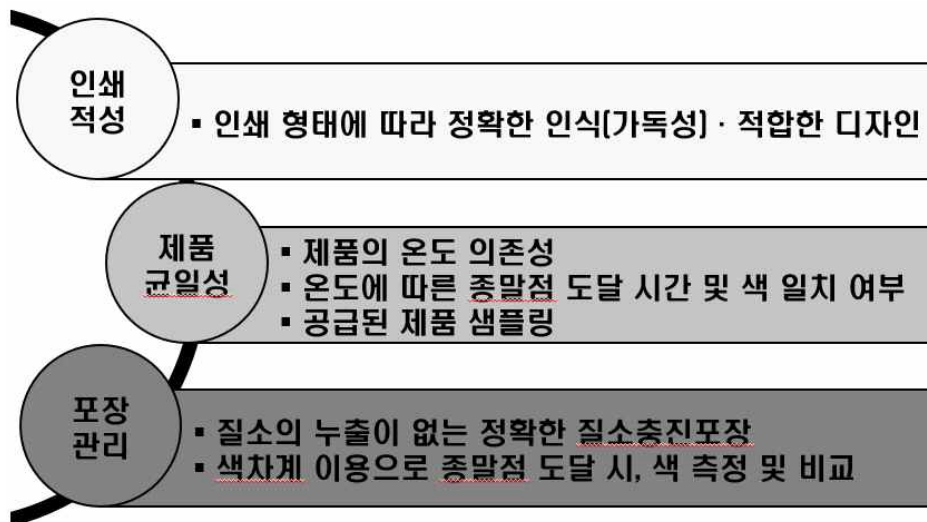 인쇄
적성
▪ 인쇄 형태에 따라 정확한 인식(가독성) · 적합한 디자인
제품
균일성
▪ 제품의 온도 의존성
▪ 온도에 따른 종말점 도달 시간 및 색 일치 여부
▪ 공급된 제품 샘플링
포장
관리
▪ 질소의 누출이 없는 정확한 질소충진포장
▪ 색차계 이용으로 종말점 도달 시, 색 측정 및 비교